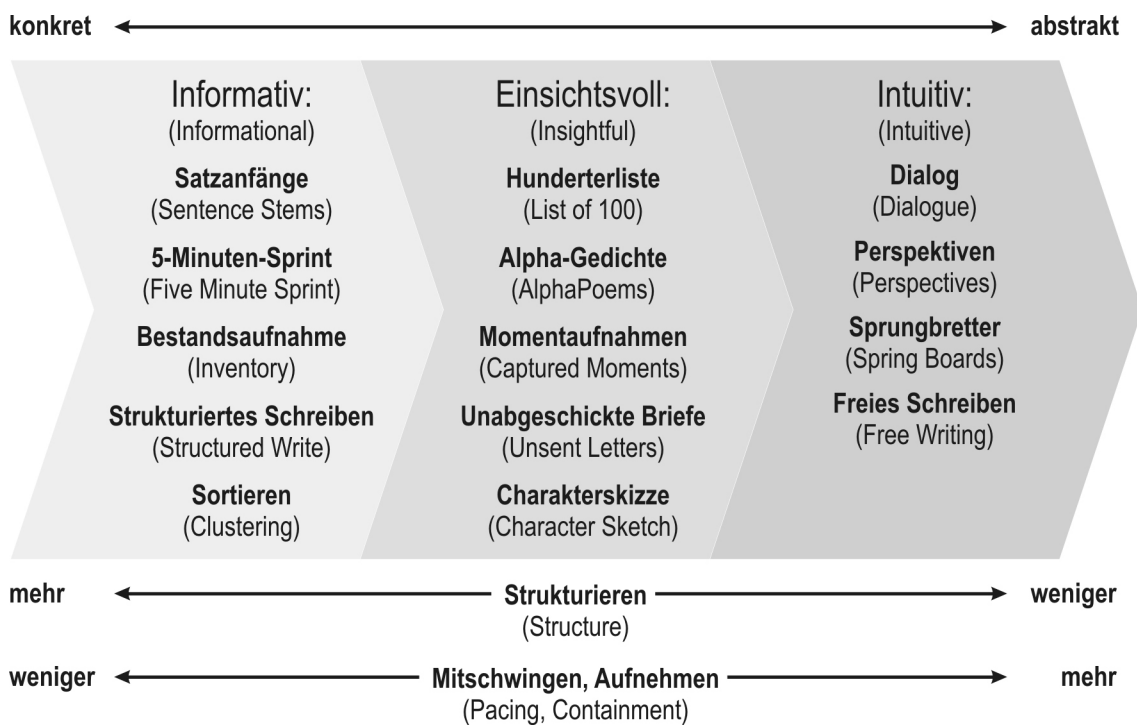 konkret
abstrakt
Informativ:
(Informational)
Satzanfänge
(Sentence Stems)
5-Minuten-Sprint
(Five Minute Sprint)
Bestandsaufnahme
(Inventory)
Strukturiertes Schreiben
(Structured Write)
Sortieren
(Clustering)
Einsichtsvoll:
(Insightful)
Hunderterliste
(List of 100)
Alpha-Gedichte
(AlphaPoems)
Momentaufnahmen
(Captured Moments)
Unabgeschickte Briefe
(Unsent Letters)
Charakterskizze
(Character Sketch)
Intuitiv:
(Intuitive)
Dialog
(Dialogue)
Perspektiven
(Perspectives)
Sprungbretter
(Spring Boards)
Freies Schreiben
(Free Writing)
mehr
Strukturieren
(Structure)
weniger
weniger
Mitschwingen, Aufnehmen
(Pacing, Containment)
mehr